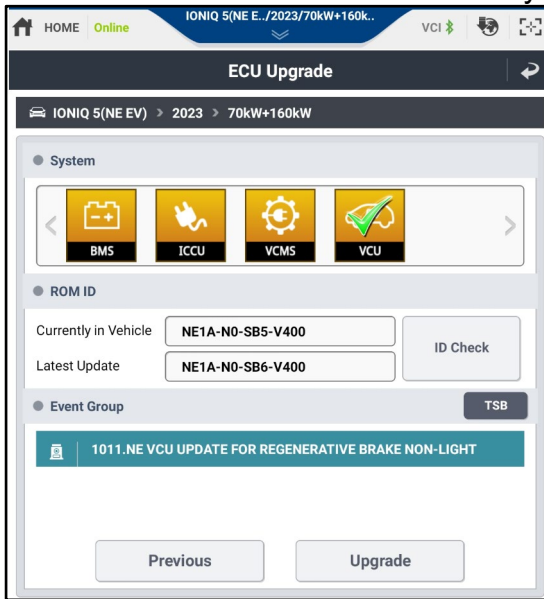 IONIQ 5(NE E../2023/70kW+160k..
HOME Online VCI
ECU Upgrade
IONIQ 5(NE EV) > 2023 > 70kW+160kW
System
BMS ICCU VCMS VCU
ROM ID
Currently in Vehicle NE1A-N0-SB5-V400
ID Check
Latest Update NE1A-N0-SB6-V400
Event Group TSB
1011.NE VCU UPDATE FOR REGENERATIVE BRAKE NON-LIGHT
Previous Upgrade